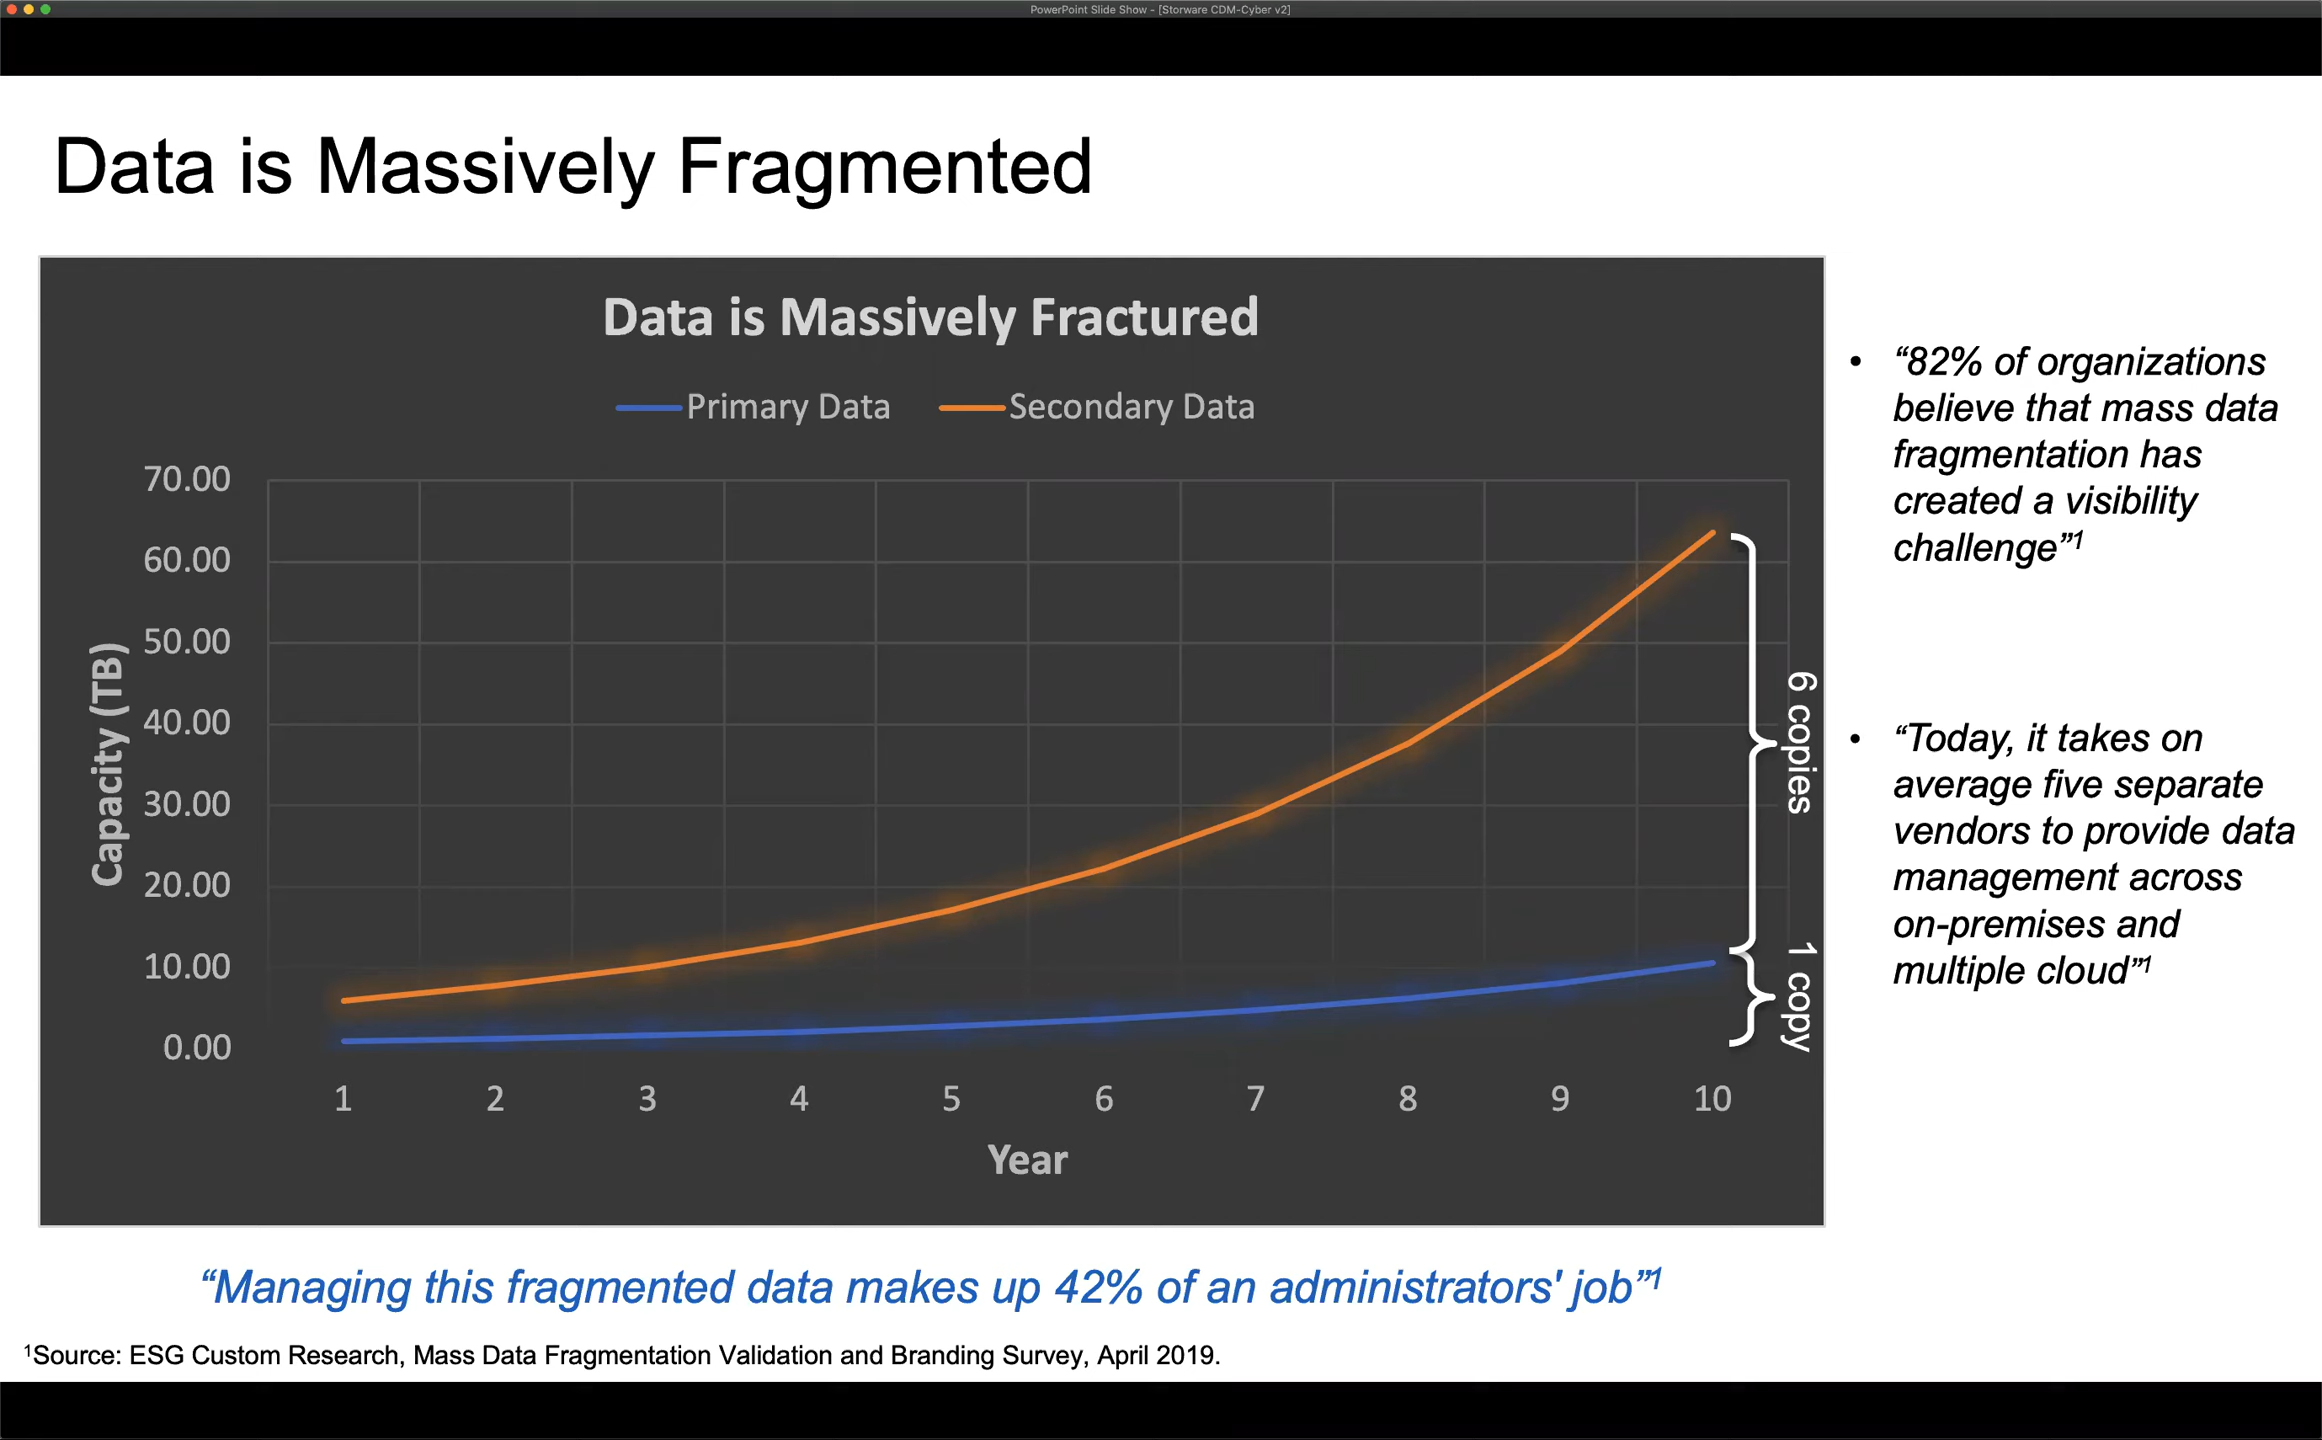 PowerPoint Slide Show - [Storware CDM-Cyber v2]
Data is Massively Fragmented
Data is Massively Fractured
Primary Data
Secondary Data
70.00
60.00
50.00
40.00
30.00
20.00
10.00
0.00
Capacity (TB)
1 2 3 4 5 6 7 8 9 10
Year
6 copies
1 copy
• “82% of organizations
believe that mass data
fragmentation has
created a visibility
challenge”¹
• “Today, it takes on
average five separate
vendors to provide data
management across
on-premises and
multiple cloud”¹
“Managing this fragmented data makes up 42% of an administrators' job”¹
¹Source: ESG Custom Research, Mass Data Fragmentation Validation and Branding Survey, April 2019.